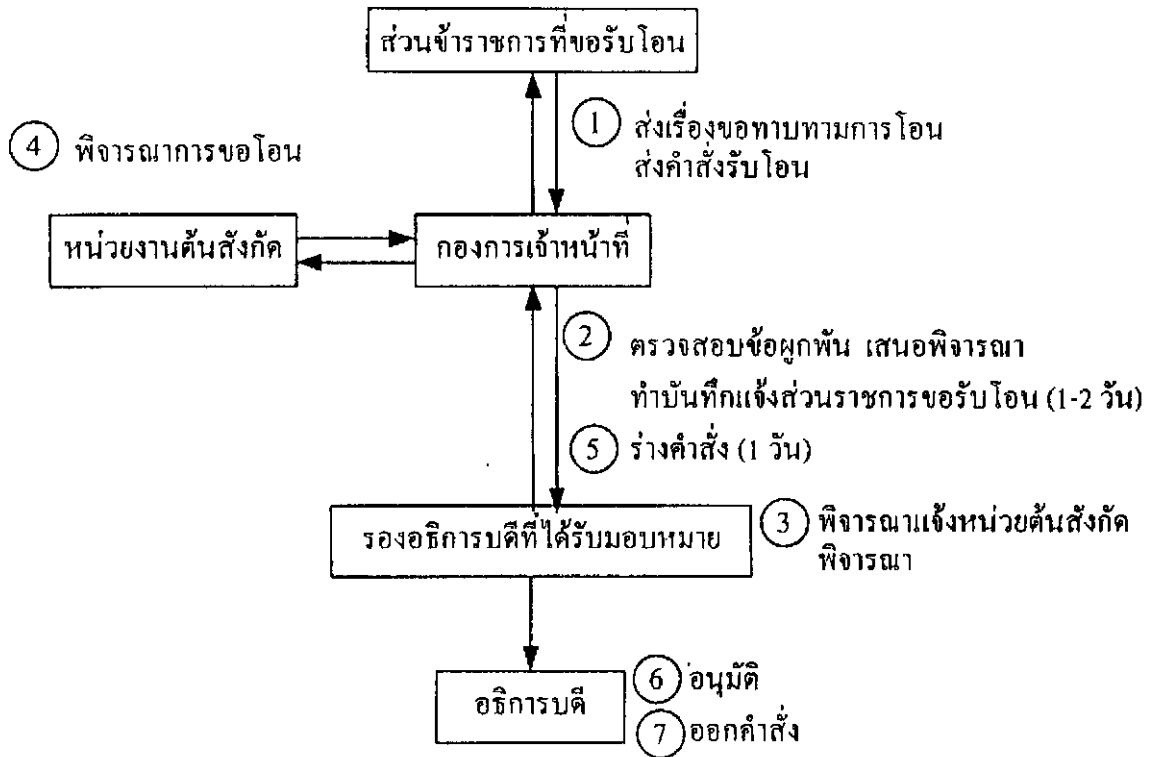 ส่วนข้าราชการที่ขอรับโอน
① ส่งเรื่องขอทาบทามการโอน
ส่งคำสั่งรับโอน
④ พิจารณาการขอโอน
หน่วยงานต้นสังกัด
กองการเจ้าหน้าที่
② ตรวจสอบข้อผูกพัน เสนอพิจารณา
ทำบันทึกแจ้งส่วนราชการขอรับโอน (1-2 วัน)
⑤ ร่างคำสั่ง (1 วัน)
รองอธิการบดีที่ได้รับมอบหมาย
③ พิจารณาแจ้งหน่วยต้นสังกัด
พิจารณา
อธิการบดี
⑥ อนุมัติ
⑦ ออกคำสั่ง